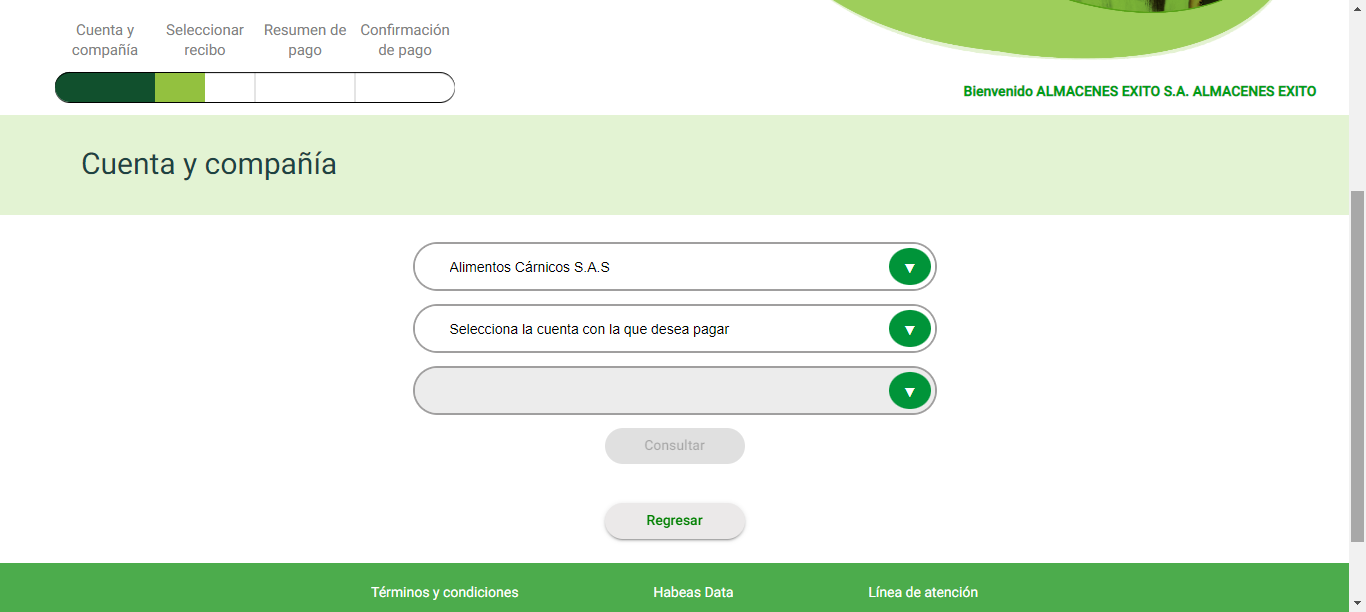 Cuenta y compañía
Seleccionar recibo
Resumen de pago
Confirmación de pago
Bienvenido ALMACENES EXITO S.A. ALMACENES EXITO
Cuenta y compañía
Alimentos Cárnicos S.A.S
Selecciona la cuenta con la que desea pagar
Consultar
Regresar
Términos y condiciones
Habeas Data
Línea de atención